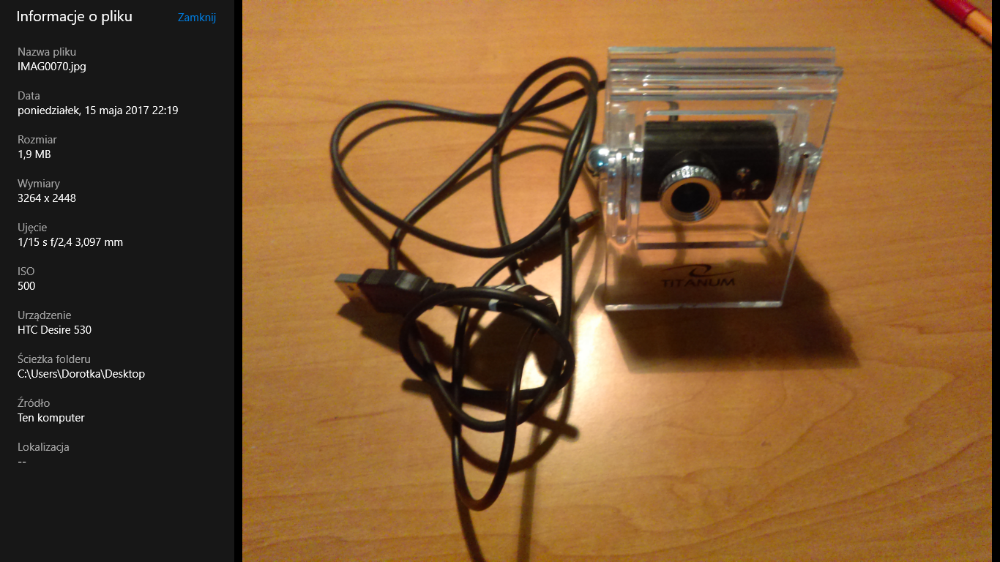 Informacje o pliku
Zamknij
Nazwa pliku
IMAG0070.jpg
Data
poniedziałek, 15 maja 2017 22:19
Rozmiar
1,9 MB
Wymiary
3264 x 2448
Ujęcie
1/15 s f/2,4 3,097 mm
ISO
500
Urządzenie
HTC Desire 530
Ścieżka folderu
C:\Users\Dorotka\Desktop
Źródło
Ten komputer
Lokalizacja
--
TITANUM